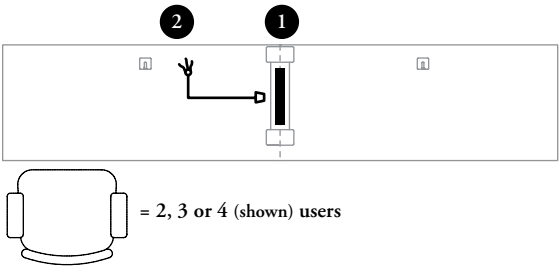 2 1
= 2, 3 or 4 (shown) users